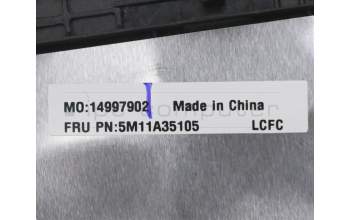 MO:14997902 Made in China
FRU PN:5M11A35105 LCFC